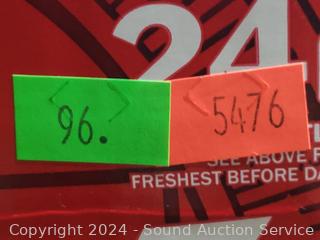 24
96.
5476
SEE ABOVE F
FRESHEST BEFORE DA
Copyright 2024 - Sound Auction Service